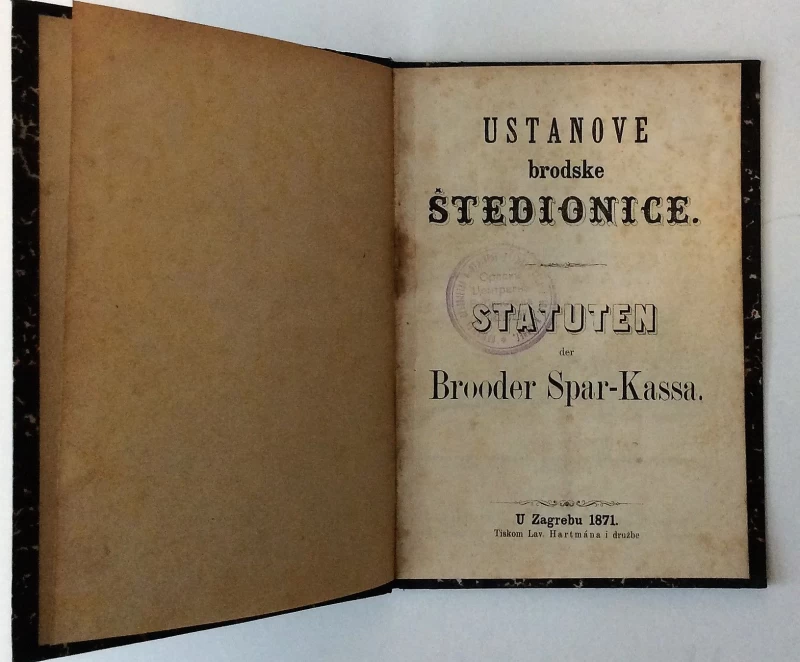 USTANOVE
brodske
ŠTEDIONICE.
STATUTEN
der
Brooder Spar-Kassa.
U Zagrebu 1871.
Tiskom Lav. Hartmána i družbe